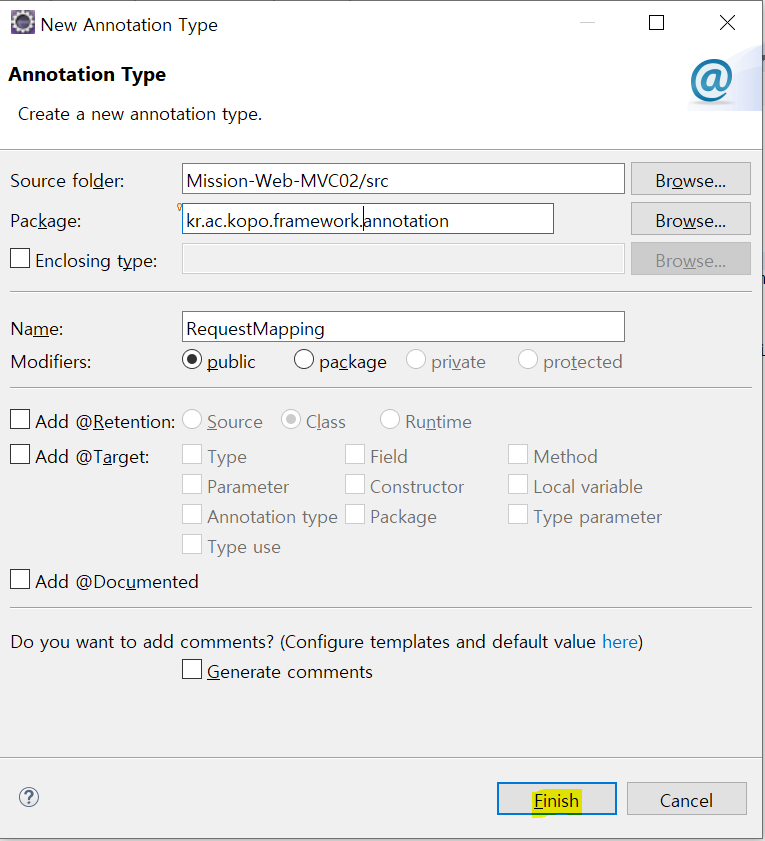 New Annotation Type
Annotation Type
Create a new annotation type.
Source folder: Mission-Web-MVC02/src Browse...
Package: kr.ac.kopo.framework.annotation Browse...
Enclosing type: Browse...
Name: RequestMapping
Modifiers: public package private protected
Add @Retention: Source Class Runtime
Add @Target: Type Field Method
Parameter Constructor Local variable
Annotation type Package Type parameter
Type use
Add @Documented
Do you want to add comments? (Configure templates and default value here)
Generate comments
Finish Cancel